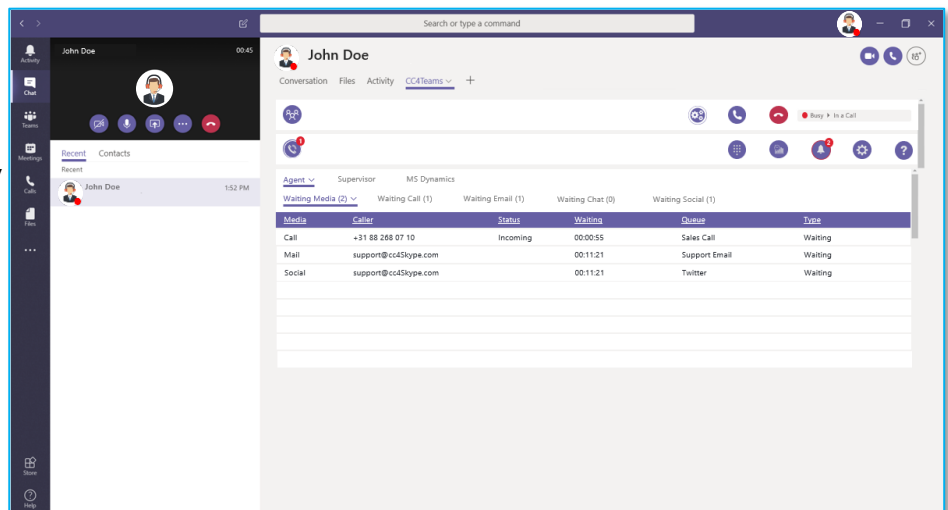 Search or type a command
Activity
Chat
Teams
Meetings
Calls
Files
Store
Help
John Doe 00:45
Recent Contacts
Recent
John Doe 1:52 PM
John Doe
Conversation Files Activity CC4Teams
Busy In a Call
1
2
?
Agent Supervisor MS Dynamics
Waiting Media (2) Waiting Call (1) Waiting Email (1) Waiting Chat (0) Waiting Social (1)
Media Caller Status Waiting Queue Type
Call +31 88 268 07 10 Incoming 00:00:55 Sales Call Waiting
Mail support@cc4Skype.com 00:11:21 Support Email Waiting
Social support@cc4Skype.com 00:11:21 Twitter Waiting